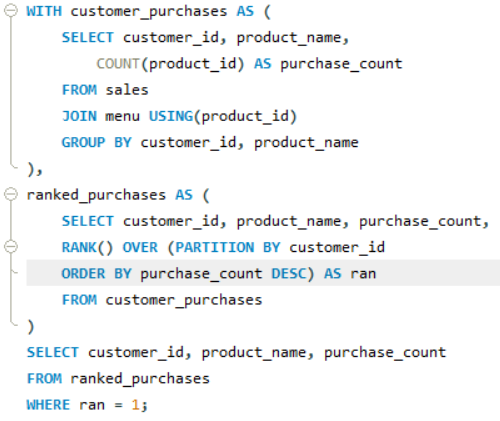 WITH customer_purchases AS (
SELECT customer_id, product_name,
COUNT(product_id) AS purchase_count
FROM sales
JOIN menu USING(product_id)
GROUP BY customer_id, product_name
),
ranked_purchases AS (
SELECT customer_id, product_name, purchase_count,
RANK() OVER (PARTITION BY customer_id
ORDER BY purchase_count DESC) AS ran
FROM customer_purchases
)
SELECT customer_id, product_name, purchase_count
FROM ranked_purchases
WHERE ran = 1;